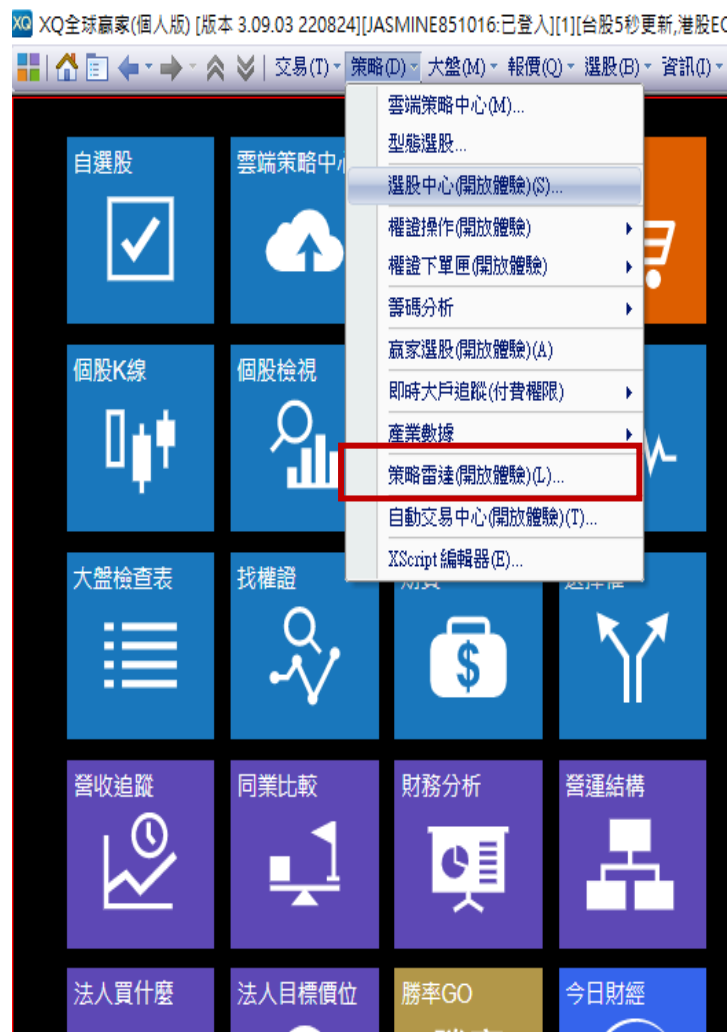 XQ XQ全球贏家(個人版) [版本 3.09.03 220824][JASMINE851016:已登入][1][台股5秒更新,港股EC
交易(T) 策略(D) 大盤(M) 報價(Q) 選股(B) 資訊(I)
雲端策略中心(M)...
型態選股...
選股中心(開放體驗)(S)...
權證操作(開放體驗)
權證下單匣(開放體驗)
籌碼分析
贏家選股(開放體驗)(A)
即時大戶追蹤(付費權限)
產業數據
策略雷達(開放體驗)(L)...
自動交易中心(開放體驗)(T)...
XScript 編輯器(E)...
自選股 雲端策略中
個股K線 個股檢視
大盤檢查表 找權證
營收追蹤 同業比較 財務分析 營運結構
法人買什麼 法人目標價位 勝率GO 今日財經